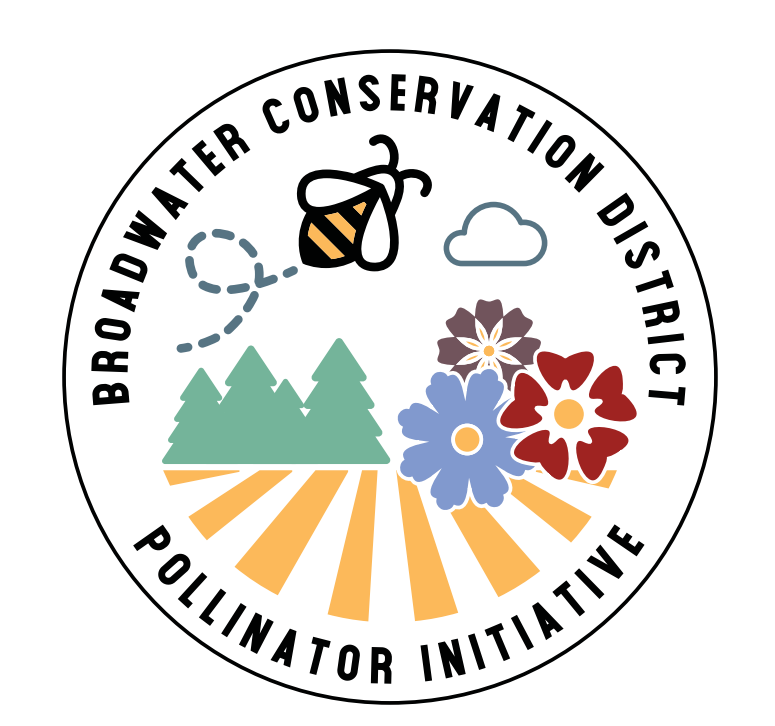 BROADWATER CONSERVATION DISTRICT
POLLINATOR INITIATIVE